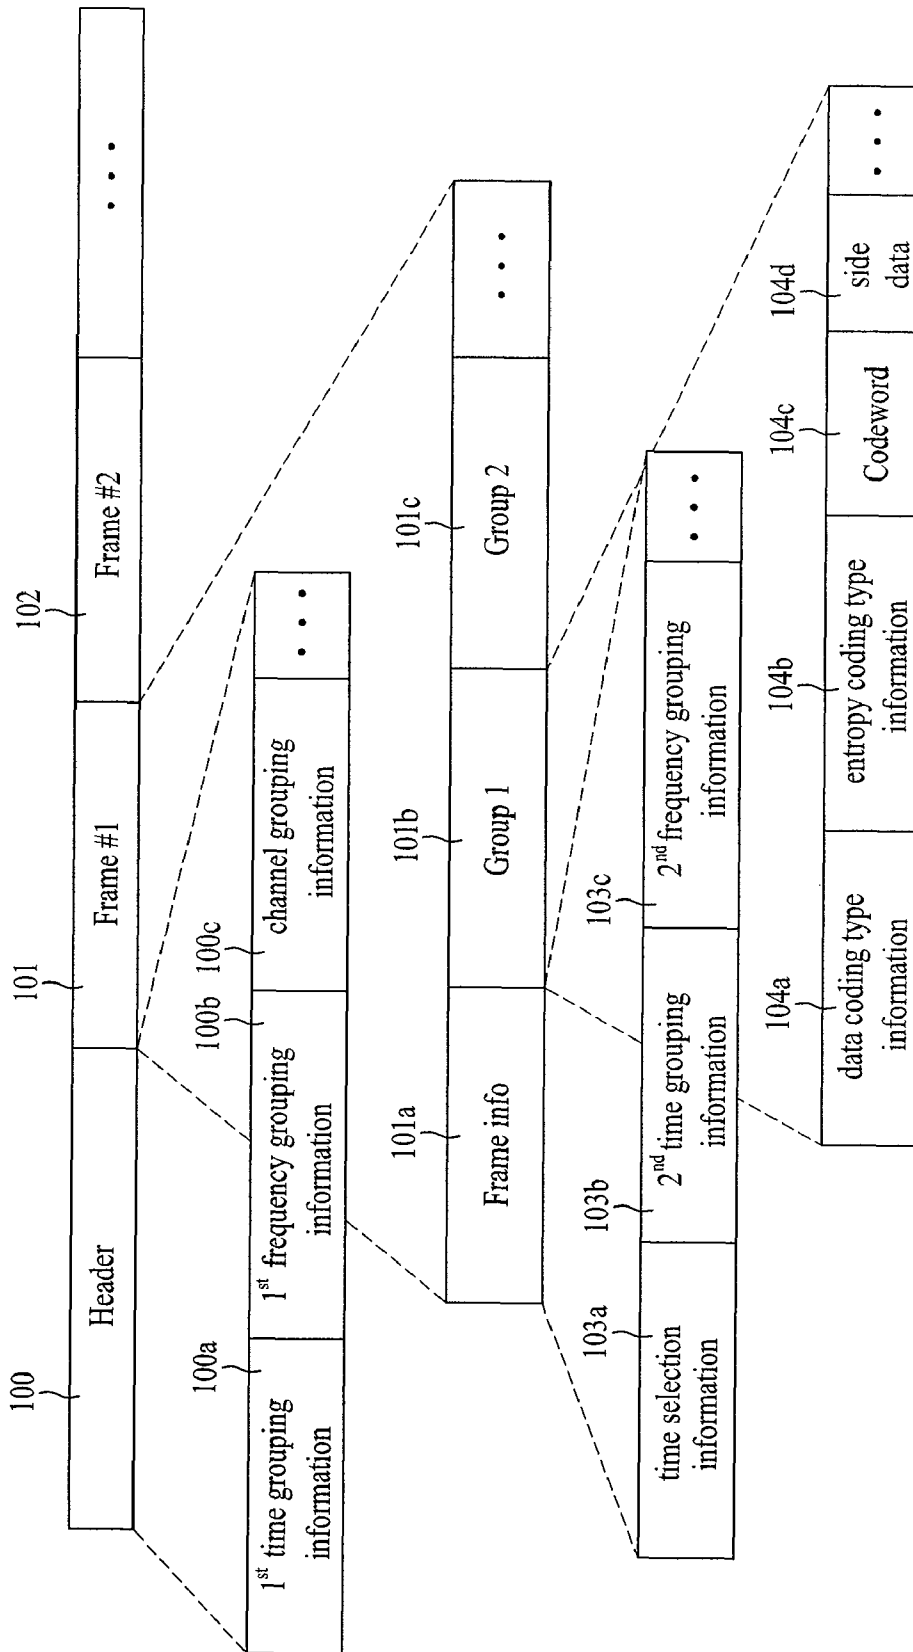 100
101
102
Header
Frame #1
Frame #2
• • •
100a
100b
100c
1st time grouping
information
1st frequency grouping
information
channel grouping
information
• • •
101a
101b
101c
Frame info
Group 1
Group 2
• • •
103a
103b
103c
time selection
information
2nd time grouping
information
2nd frequency grouping
information
• • •
104a
104b
104c
104d
data coding type
information
entropy coding type
information
Codeword
side
data
• • •